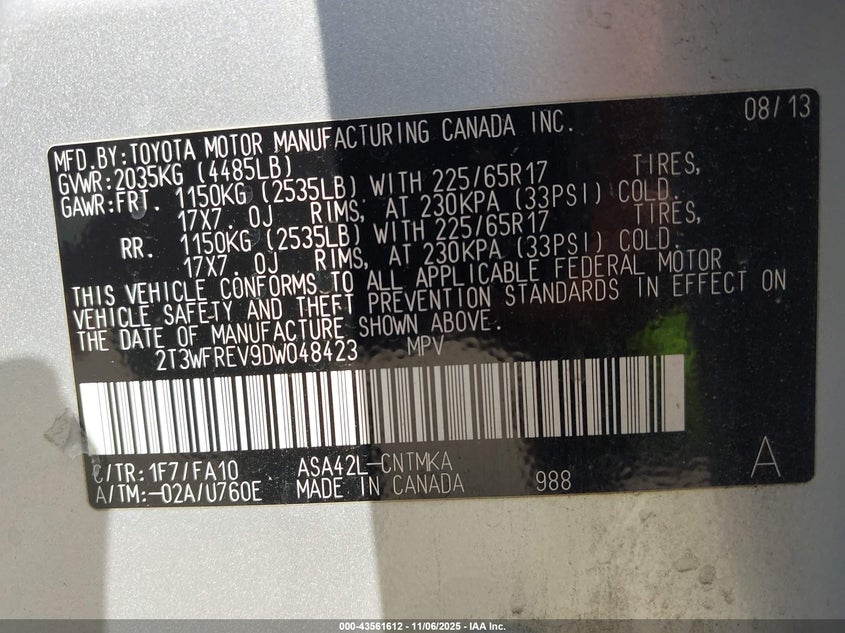 08/13
MFD.BY:TOYOTA MOTOR MANUFACTURING CANADA INC.
GVWR:2035KG (4485LB)
GAWR:FRT. 1150KG (2535LB) WITH 225/65R17 TIRES,
17X7.0J RIMS, AT 230KPA (33PSI) COLD.
RR. 1150KG (2535LB) WITH 225/65R17 TIRES,
17X7.0J RIMS, AT 230KPA (33PSI) COLD.
THIS VEHICLE CONFORMS TO ALL APPLICABLE FEDERAL MOTOR
VEHICLE SAFETY AND THEFT PREVENTION STANDARDS IN EFFECT ON
THE DATE OF MANUFACTURE SHOWN ABOVE.
2T3WFREV9DW048423 MPV
C/TR:1F7/FA10 ASA42L-CNTMKA
A/TM:-02A/U760E MADE IN CANADA 988 A
000-43561612 - 11/06/2025 - IAA Inc.